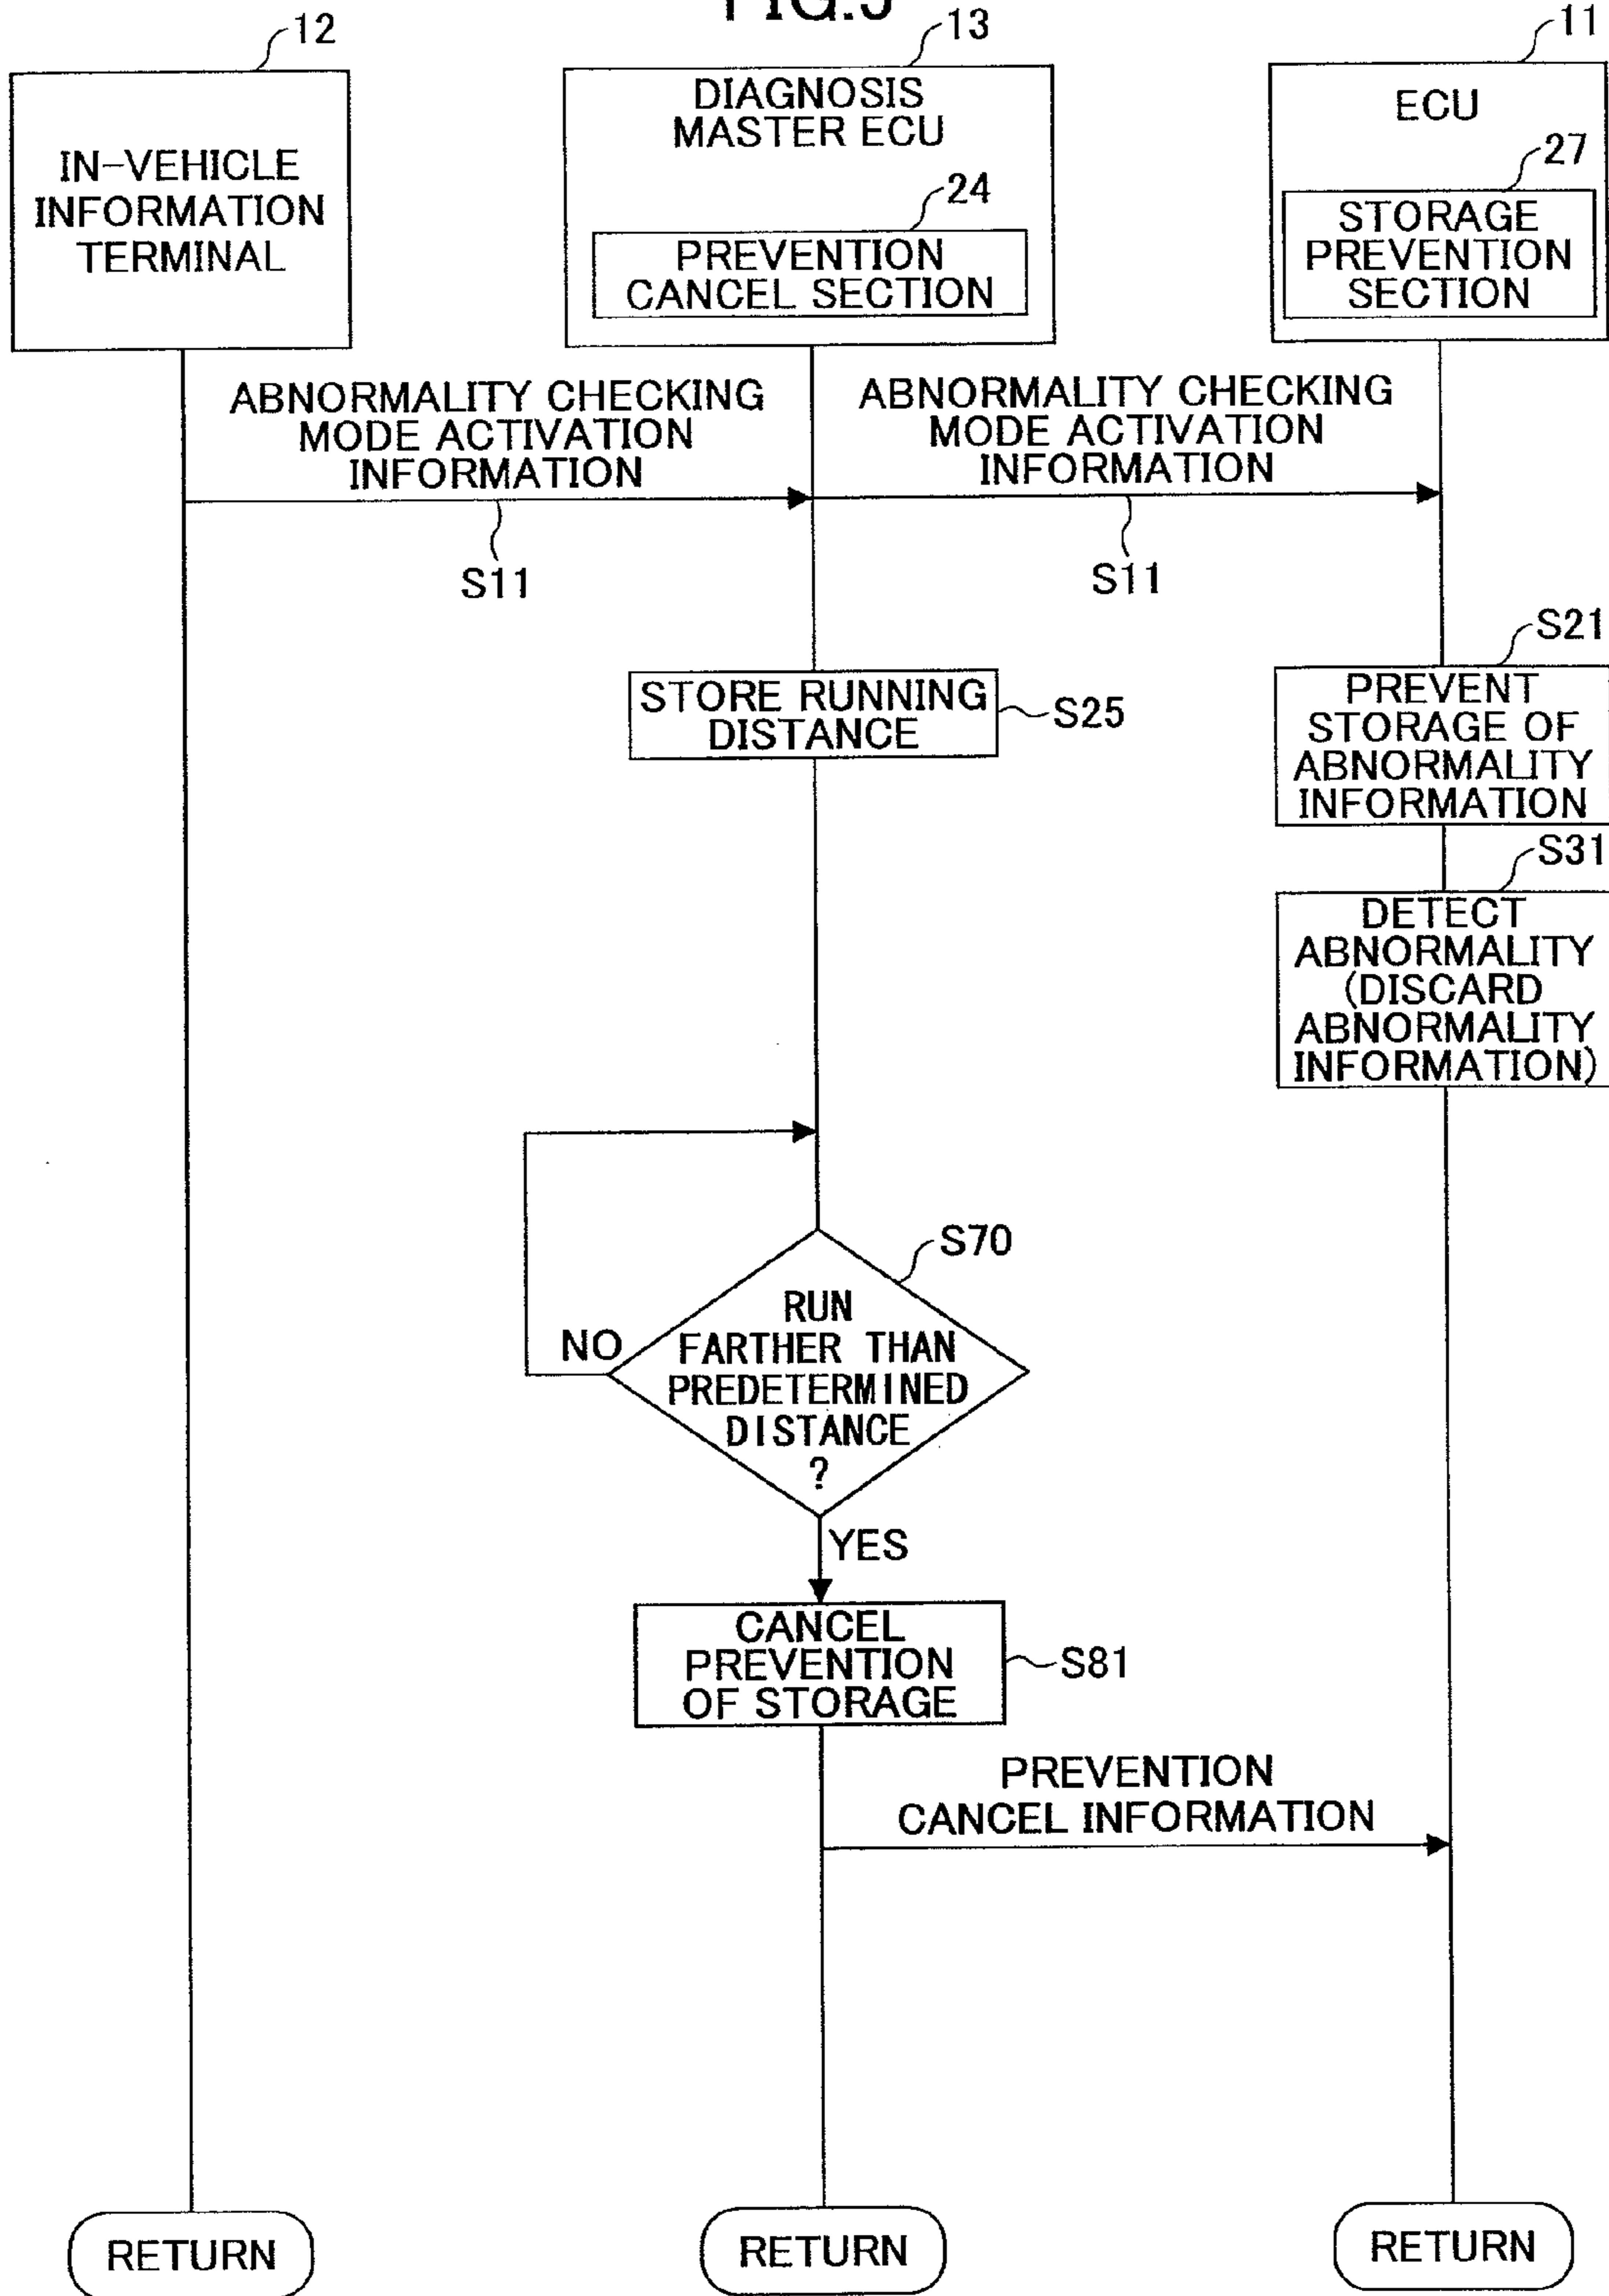 FIG.
12
13
11
IN-VEHICLE
INFORMATION
TERMINAL
DIAGNOSIS
MASTER ECU
24
PREVENTION
CANCEL SECTION
ECU
27
STORAGE
PREVENTION
SECTION
ABNORMALITY CHECKING
MODE ACTIVATION
INFORMATION
S11
ABNORMALITY CHECKING
MODE ACTIVATION
INFORMATION
S11
STORE RUNNING
DISTANCE
S25
S21
PREVENT
STORAGE OF
ABNORMALITY
INFORMATION
S31
DETECT
ABNORMALITY
(DISCARD
ABNORMALITY
INFORMATION)
S70
RUN
FARTHER THAN
PREDETERMINED
DISTANCE
?
NO
YES
CANCEL
PREVENTION
OF STORAGE
S81
PREVENTION
CANCEL INFORMATION
RETURN
RETURN
RETURN